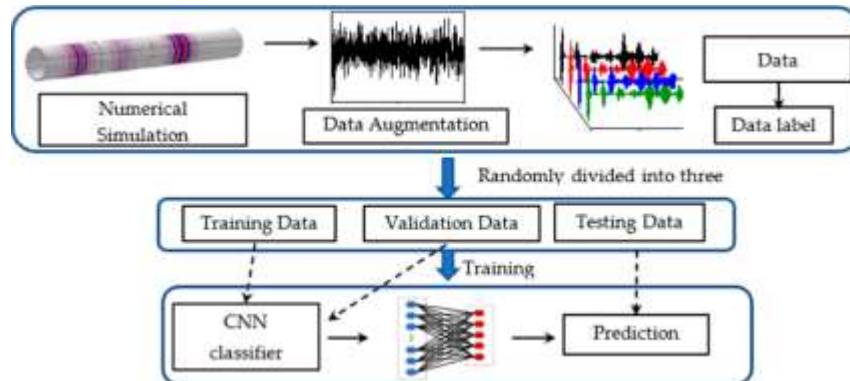 Numerical
Simulation
Data Augmentation
Data
Data label
Randomly divided into three
Training Data
Validation Data
Testing Data
Training
CNN
classifier
Prediction